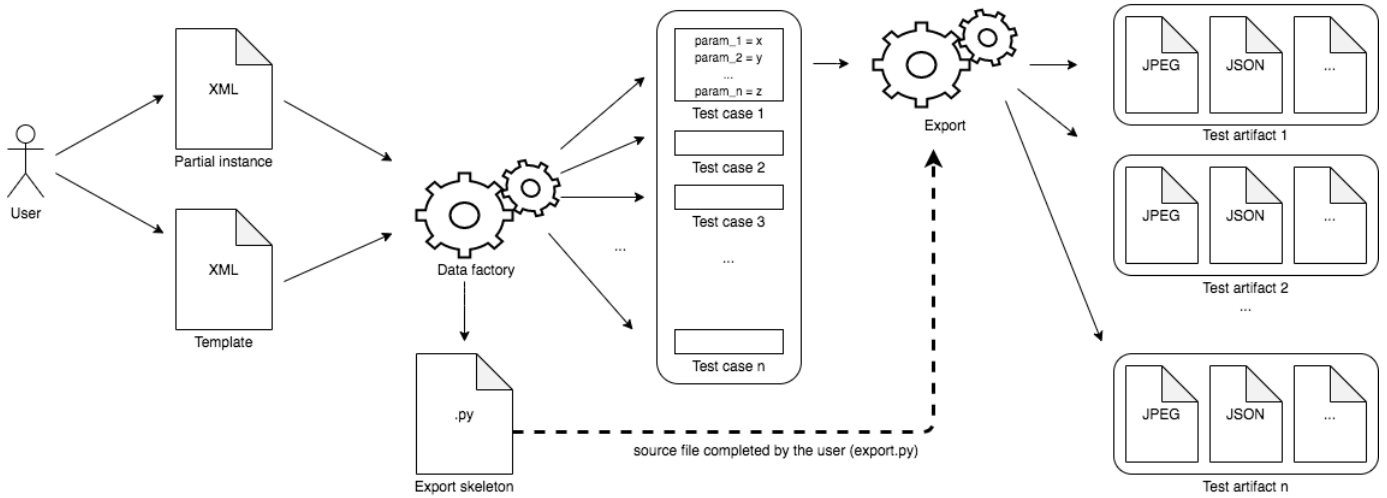 User
XML
Partial instance
XML
Template
Data factory
.py
Export skeleton
...
param_1 = x
param_2 = y
...
param_n = z
Test case 1
Test case 2
Test case 3
...
Test case n
source file completed by the user (export.py)
Export
JPEG
JSON
...
Test artifact 1
JPEG
JSON
...
Test artifact 2
...
JPEG
JSON
...
Test artifact n